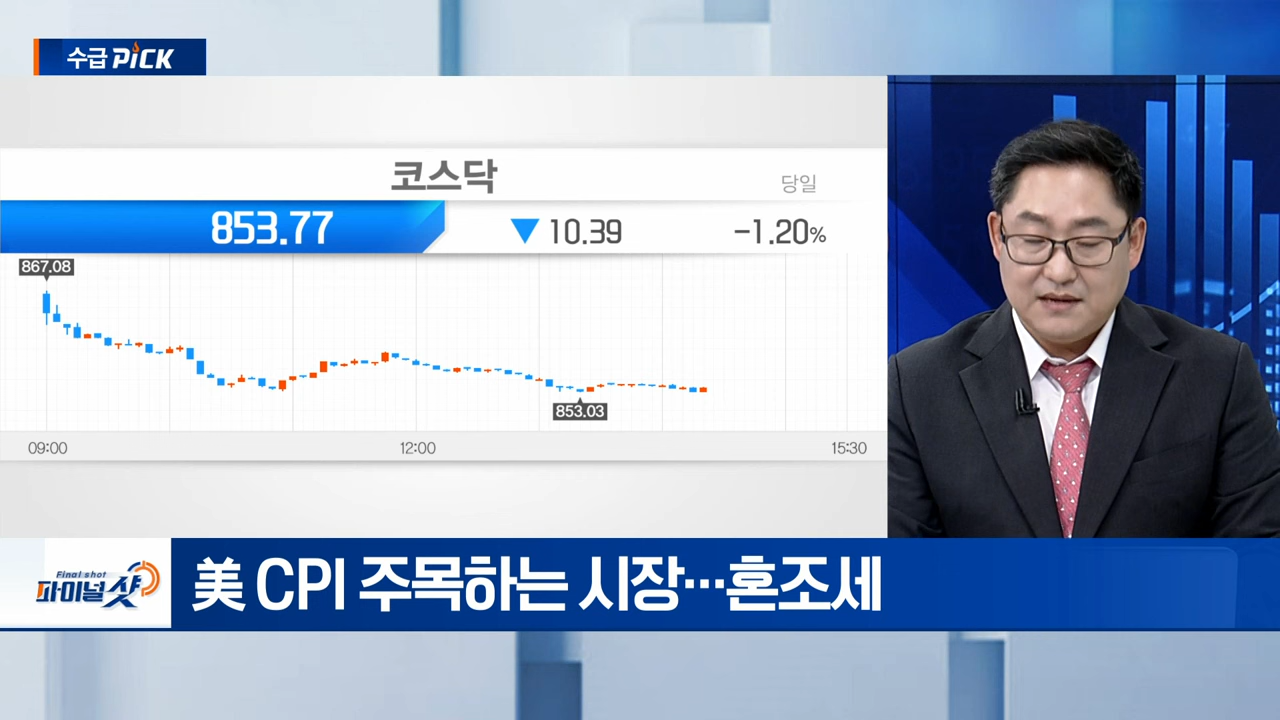 수급 PiCK
코스닥
당일
853.77
▼ 10.39
-1.20%
867.08
853.03
09:00
12:00
15:30
Final shot
파이널샷
美 CPI 주목하는 시장…혼조세